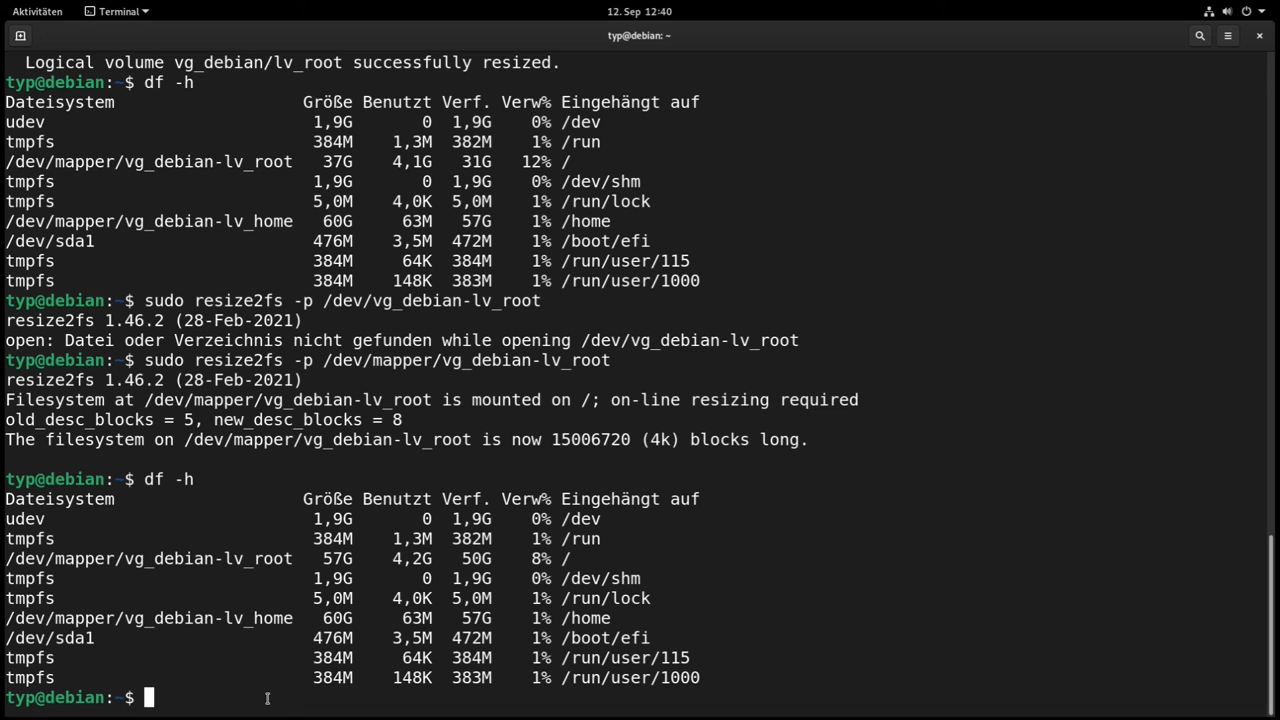 Aktivitäten Terminal 12. Sep 12:40
typ@debian: ~
Logical volume vg_debian/lv_root successfully resized.
typ@debian:~$ df -h
Dateisystem Größe Benutzt Verf. Verw% Eingehängt auf
udev 1,9G 0 1,9G 0% /dev
tmpfs 384M 1,3M 382M 1% /run
/dev/mapper/vg_debian-lv_root 37G 4,1G 31G 12% /
tmpfs 1,9G 0 1,9G 0% /dev/shm
tmpfs 5,0M 4,0K 5,0M 1% /run/lock
/dev/mapper/vg_debian-lv_home 60G 63M 57G 1% /home
/dev/sda1 476M 3,5M 472M 1% /boot/efi
tmpfs 384M 64K 384M 1% /run/user/115
tmpfs 384M 148K 383M 1% /run/user/1000
typ@debian:~$ sudo resize2fs -p /dev/vg_debian-lv_root
resize2fs 1.46.2 (28-Feb-2021)
open: Datei oder Verzeichnis nicht gefunden while opening /dev/vg_debian-lv_root
typ@debian:~$ sudo resize2fs -p /dev/mapper/vg_debian-lv_root
resize2fs 1.46.2 (28-Feb-2021)
Filesystem at /dev/mapper/vg_debian-lv_root is mounted on /; on-line resizing required
old_desc_blocks = 5, new_desc_blocks = 8
The filesystem on /dev/mapper/vg_debian-lv_root is now 15006720 (4k) blocks long.
typ@debian:~$ df -h
Dateisystem Größe Benutzt Verf. Verw% Eingehängt auf
udev 1,9G 0 1,9G 0% /dev
tmpfs 384M 1,3M 382M 1% /run
/dev/mapper/vg_debian-lv_root 57G 4,2G 50G 8% /
tmpfs 1,9G 0 1,9G 0% /dev/shm
tmpfs 5,0M 4,0K 5,0M 1% /run/lock
/dev/mapper/vg_debian-lv_home 60G 63M 57G 1% /home
/dev/sda1 476M 3,5M 472M 1% /boot/efi
tmpfs 384M 64K 384M 1% /run/user/115
tmpfs 384M 148K 383M 1% /run/user/1000
typ@debian:~$